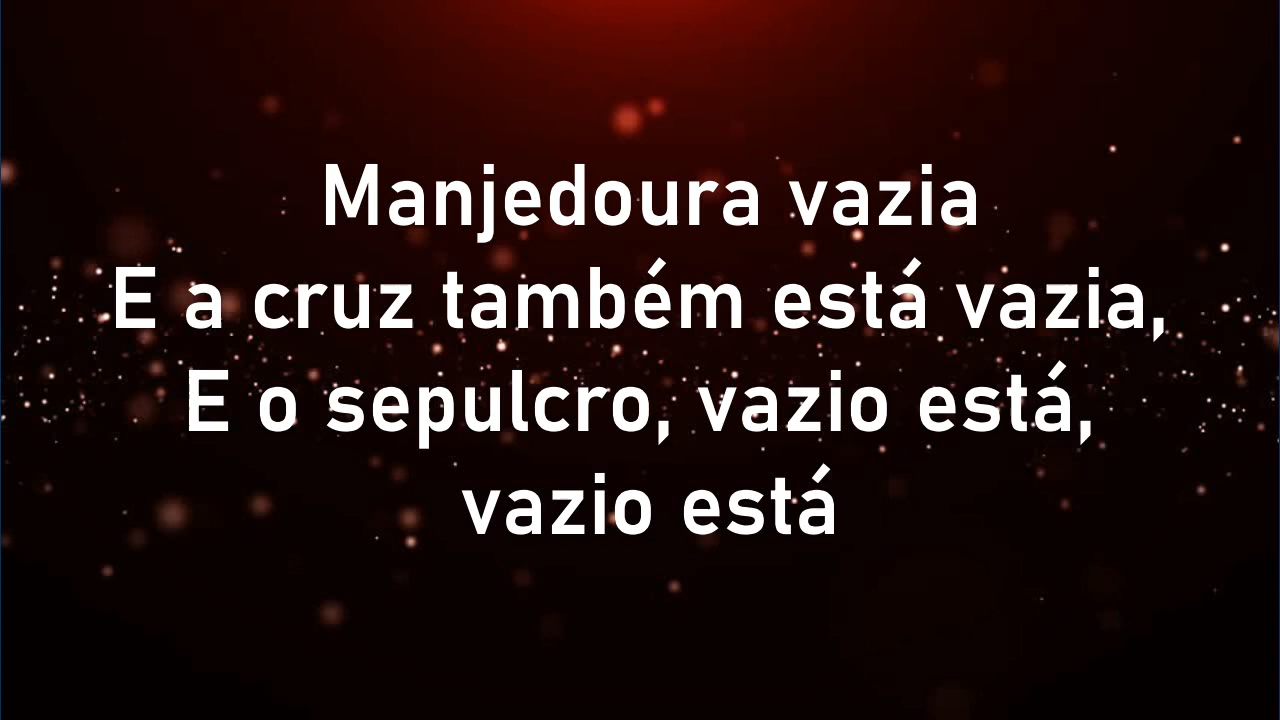 Manjedoura vazia
E a cruz também está vazia,
E o sepulcro, vazio está,
vazio está